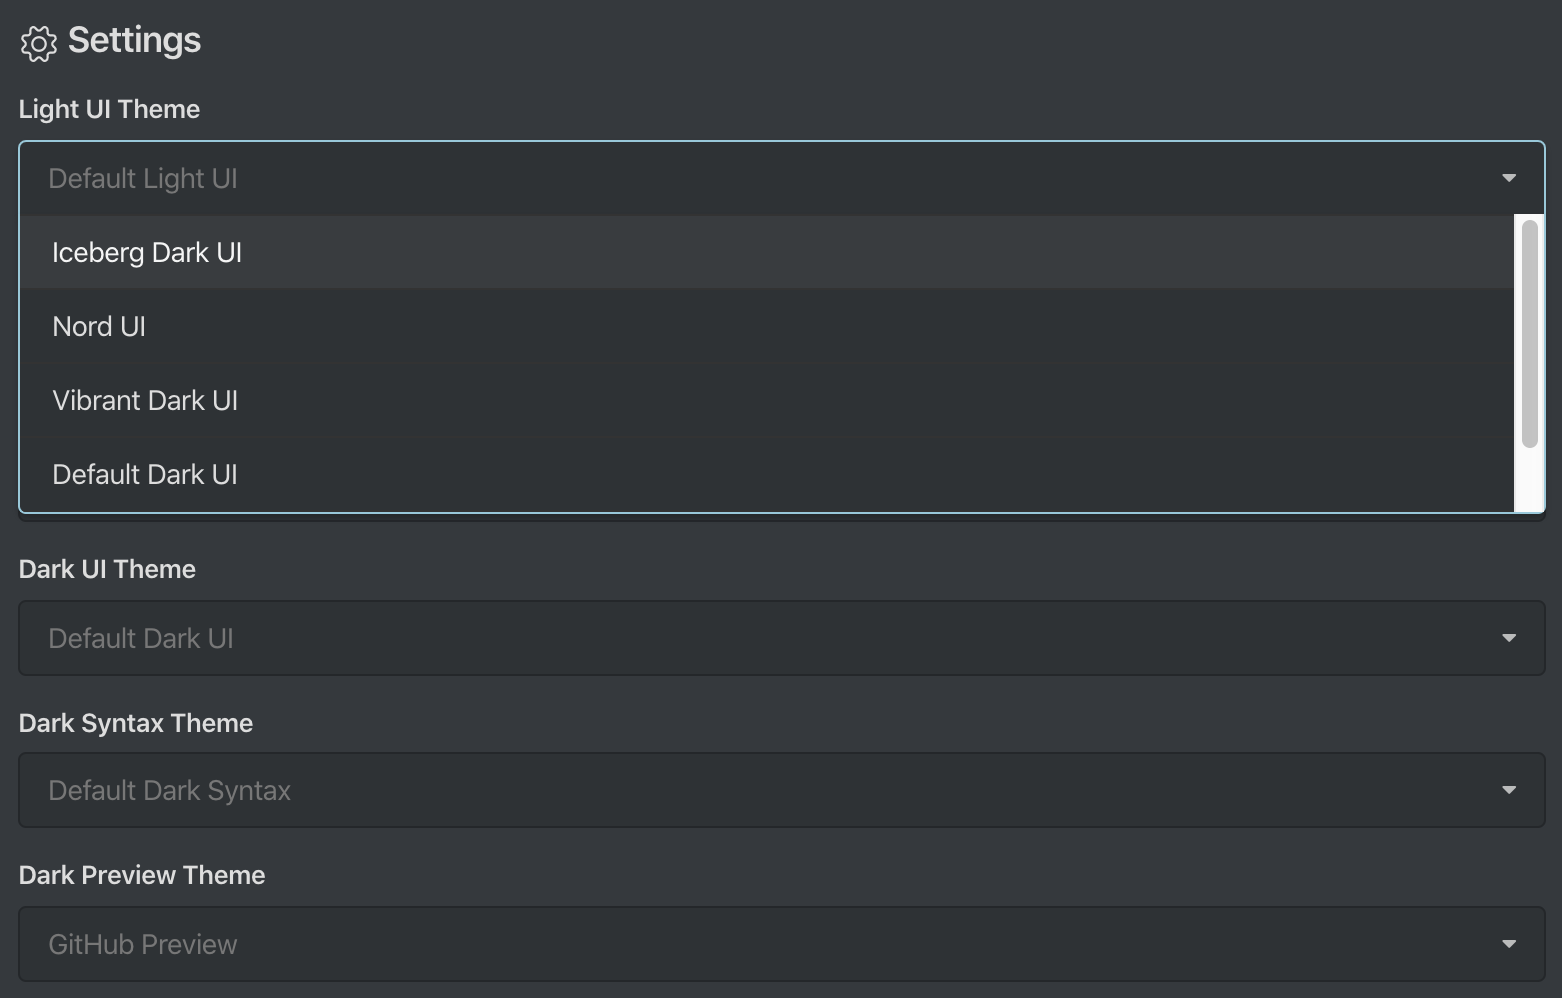 Settings
Light UI Theme
Default Light UI
Iceberg Dark UI
Nord UI
Vibrant Dark UI
Default Dark UI
Dark UI Theme
Default Dark UI
Dark Syntax Theme
Default Dark Syntax
Dark Preview Theme
GitHub Preview